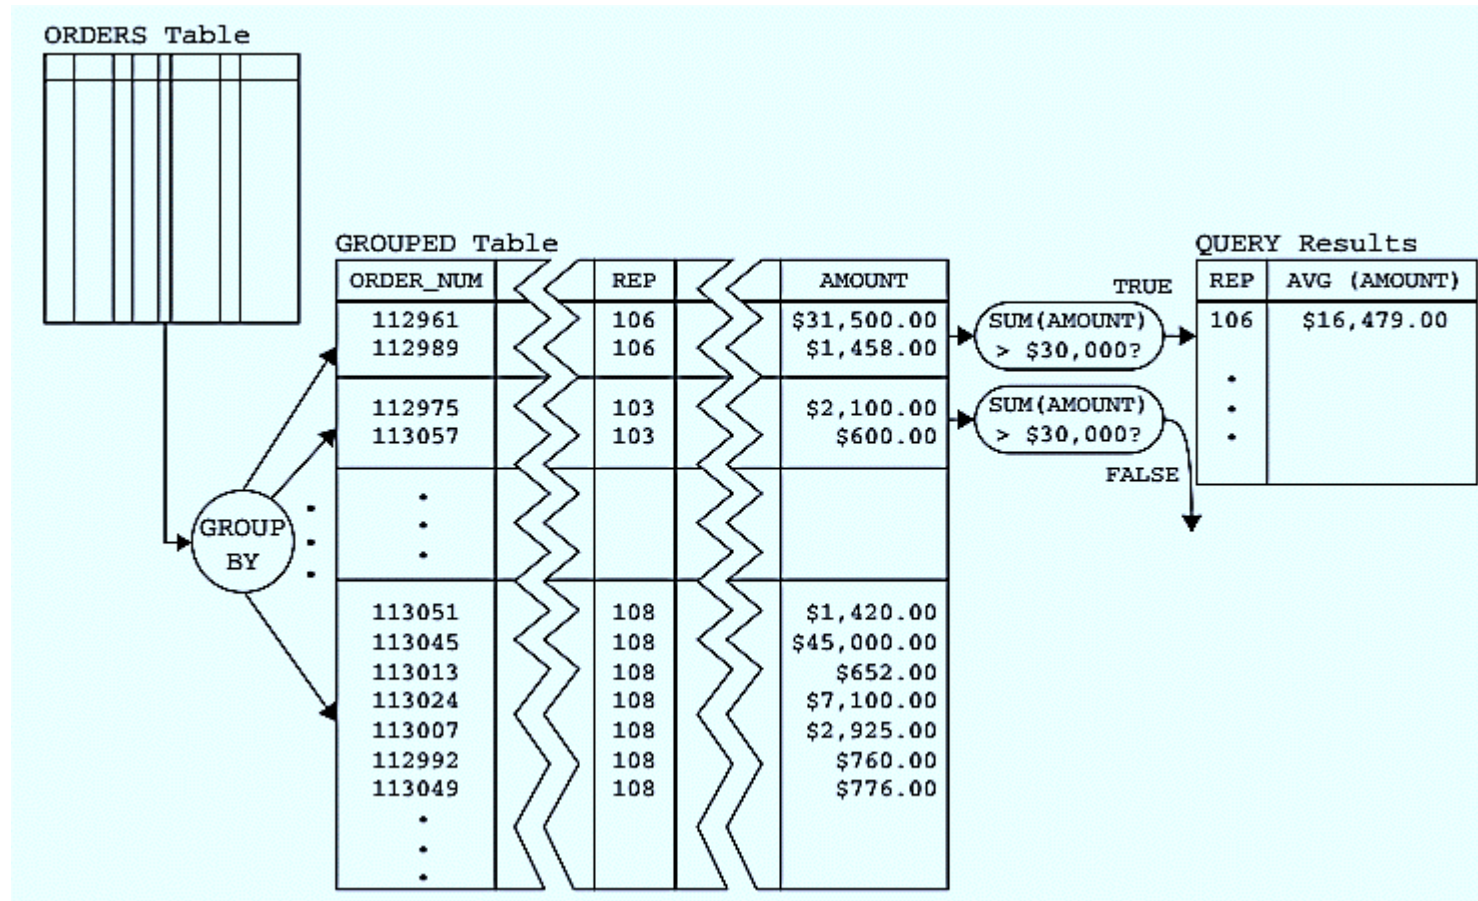 ORDERS Table
GROUPED Table
QUERY Results
ORDER_NUM REP AMOUNT
TRUE
REP AVG (AMOUNT)
112961 106 $31,500.00
112989 106 $1,458.00
SUM(AMOUNT)
> $30,000?
106 $16,479.00
112975 103 $2,100.00
113057 103 $600.00
SUM(AMOUNT)
> $30,000?
FALSE
GROUP
BY
113051 108 $1,420.00
113045 108 $45,000.00
113013 108 $652.00
113024 108 $7,100.00
113007 108 $2,925.00
112992 108 $760.00
113049 108 $776.00